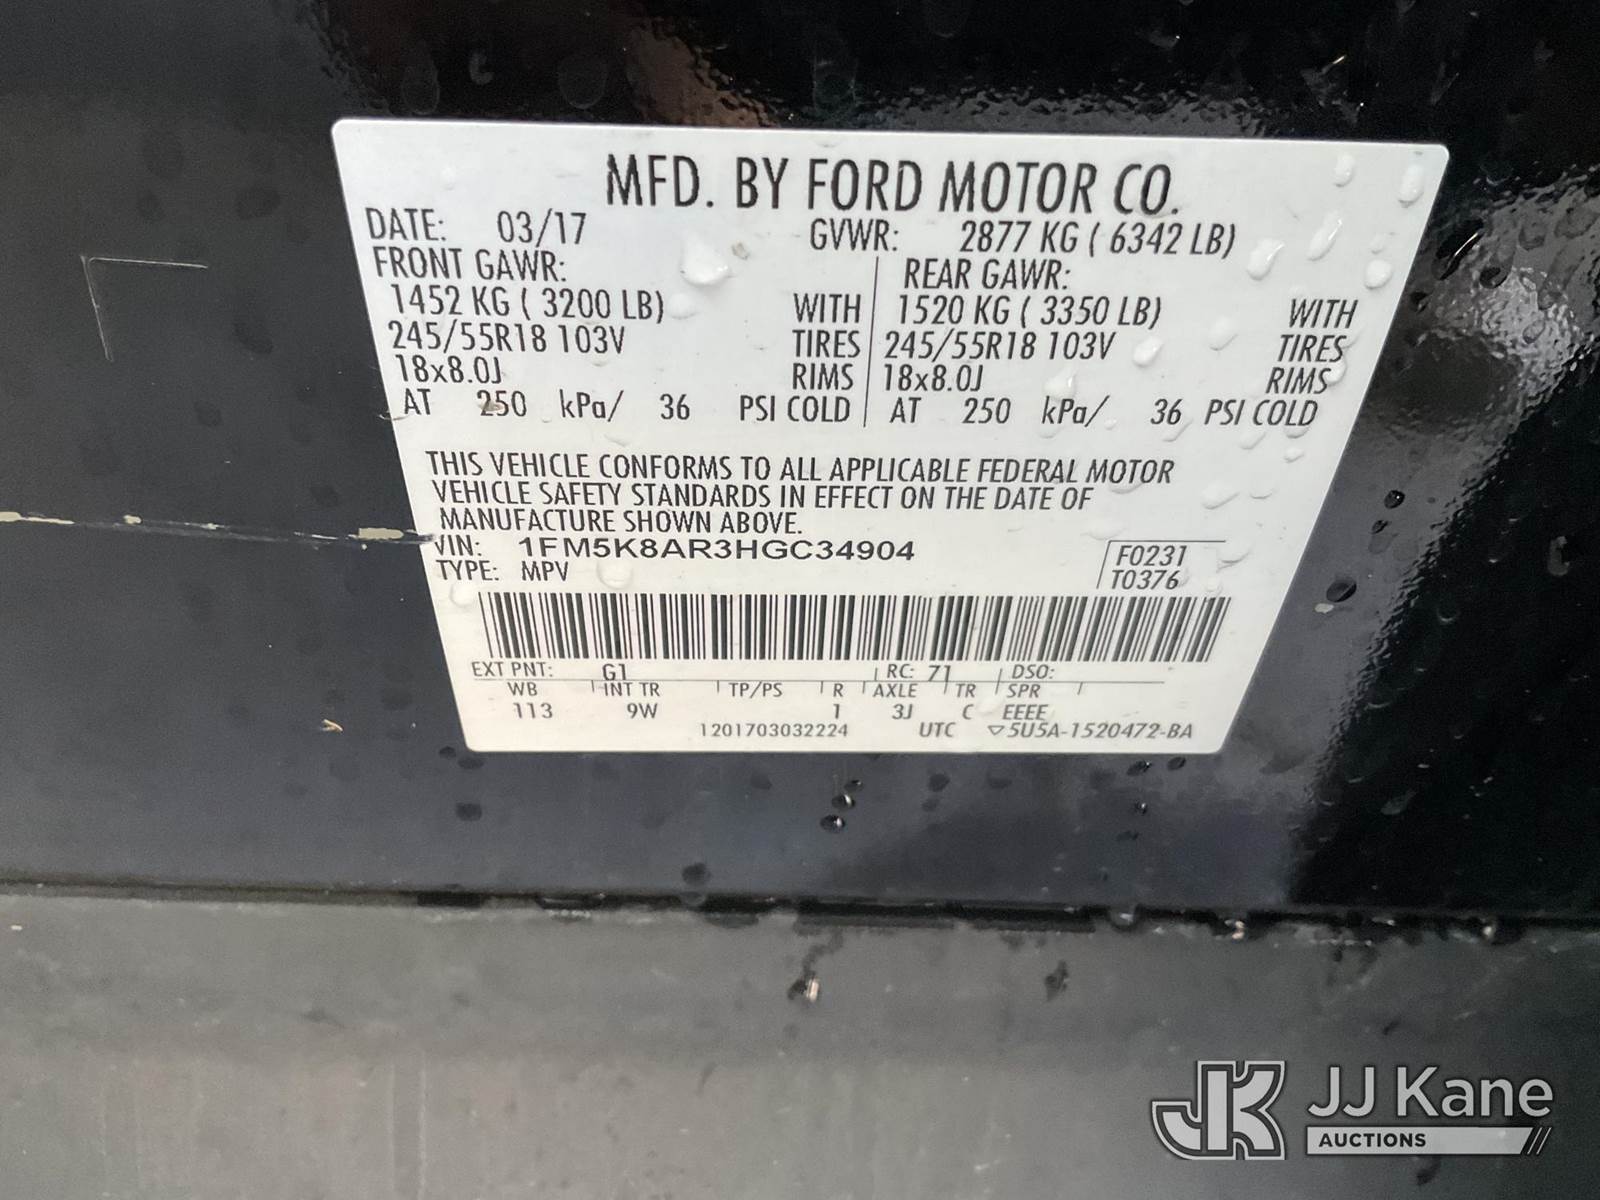 MFD. BY FORD MOTOR CO.
DATE: 03/17 GVWR: 2877 KG ( 6342 LB)
FRONT GAWR: REAR GAWR:
1452 KG ( 3200 LB) WITH 1520 KG ( 3350 LB) WITH
245/55R18 103V TIRES 245/55R18 103V TIRES
18x8.0J RIMS 18x8.0J RIMS
AT 250 kPa/ 36 PSI COLD AT 250 kPa/ 36 PSI COLD
THIS VEHICLE CONFORMS TO ALL APPLICABLE FEDERAL MOTOR
VEHICLE SAFETY STANDARDS IN EFFECT ON THE DATE OF
MANUFACTURE SHOWN ABOVE.
VIN: 1FM5K8AR3HGC34904
TYPE: MPV
F0231
T0376
EXT PNT: G1 RC: 71 DSO:
WB INT TR TP/PS R AXLE TR SPR
113 9W 1 3J C EEEE
1201703032224 UTC ▽5U5A-1520472-BA
JK JJ Kane
AUCTIONS